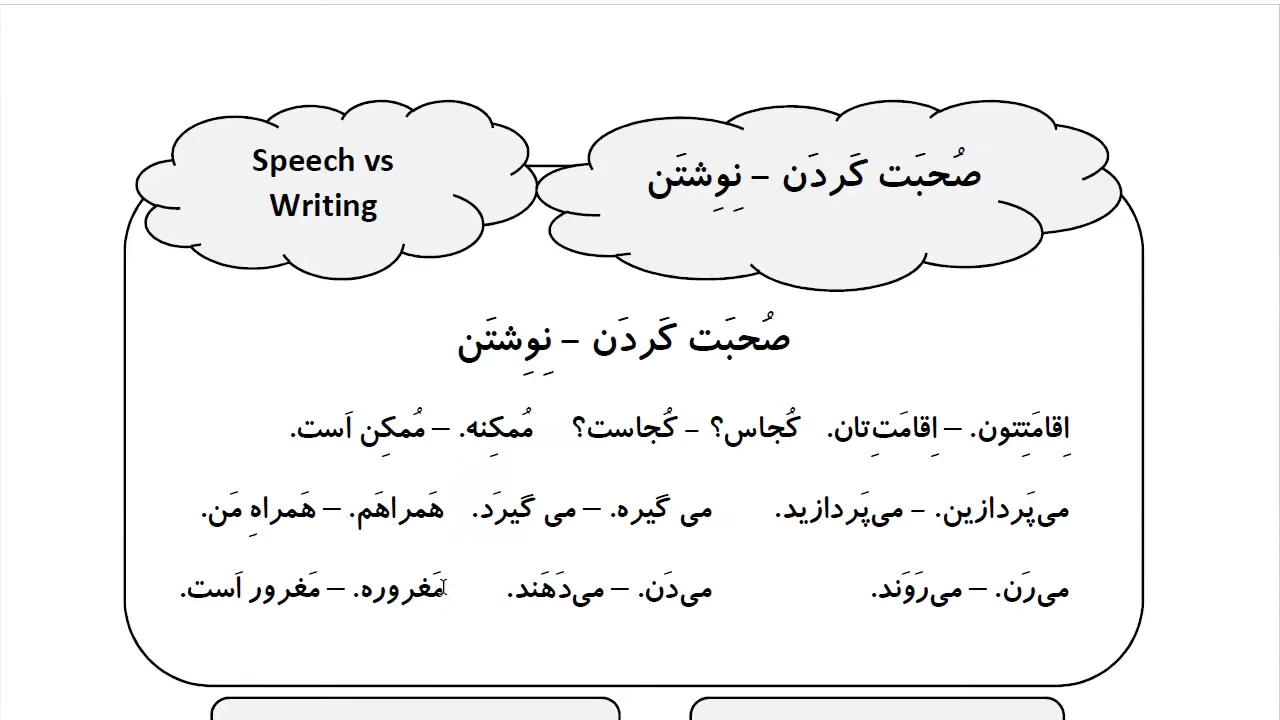 Speech vs
Writing
صُحبَت کَردَن – نِوِشتَن
صُحبَت کَردَن – نِوِشتَن
اِقامَتِتون. – اِقامَتِ‌تان. کُجاس؟ – کُجاست؟ مُمکِنه. – مُمکِن اَست.
می‌پَردازین. – می‌پَردازید. می گیره. – می گیرَد. هَمراهَم. – هَمراهِ مَن.
می‌رَن. – می‌رَوَند. می‌دَن. – می‌دَهَند. مَغروره. – مَغرور اَست.